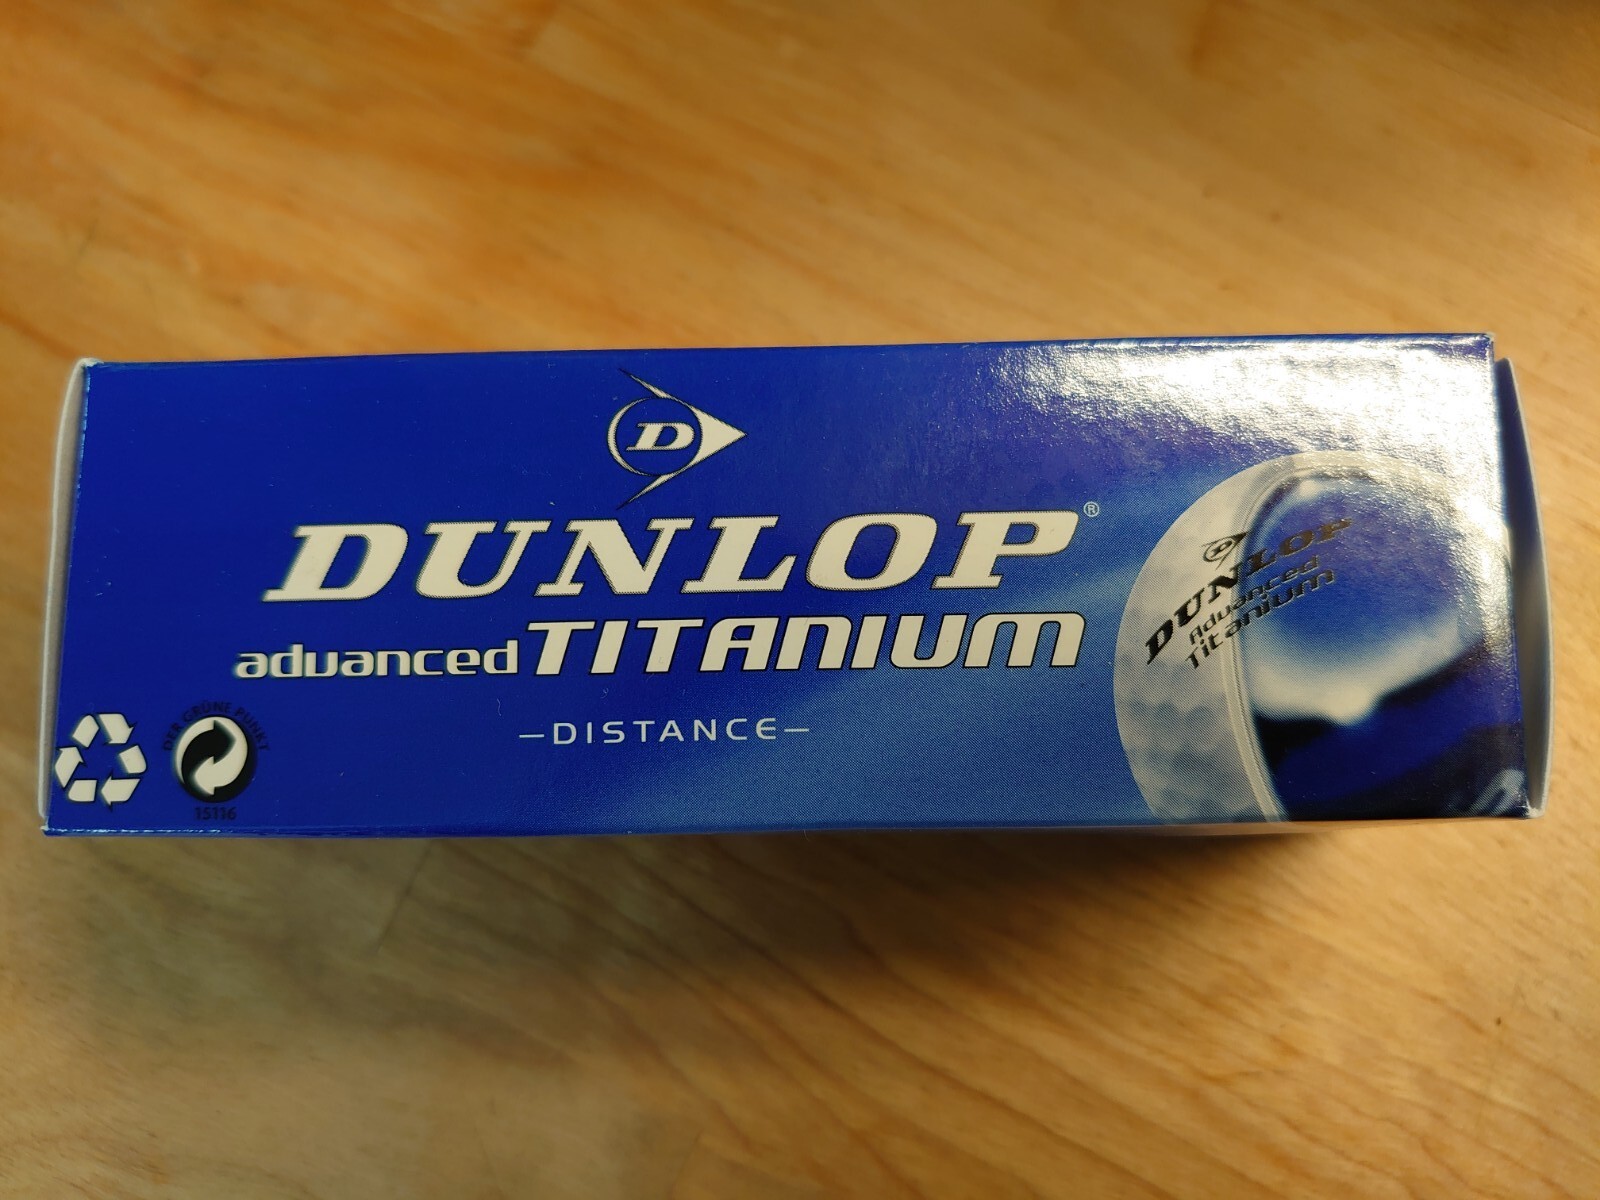 D
DUNLOP®
advanced TITANIUM
—DISTANCE—
DER GRÜNE PUNKT
15116
D
DUNLOP
Advanced
Titanium